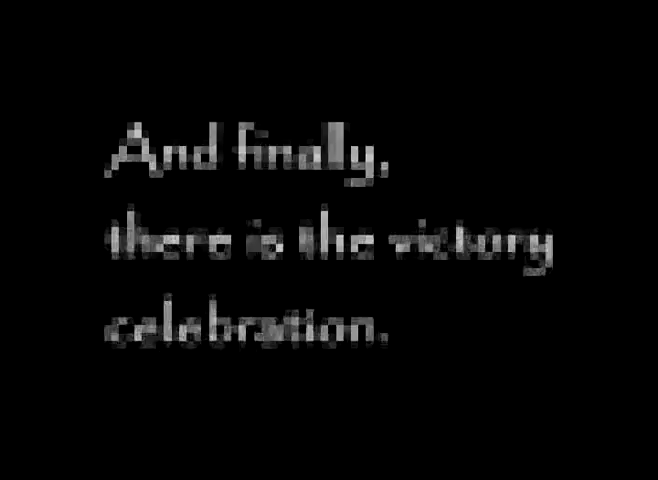 And finally,
there is the victory
celebration.